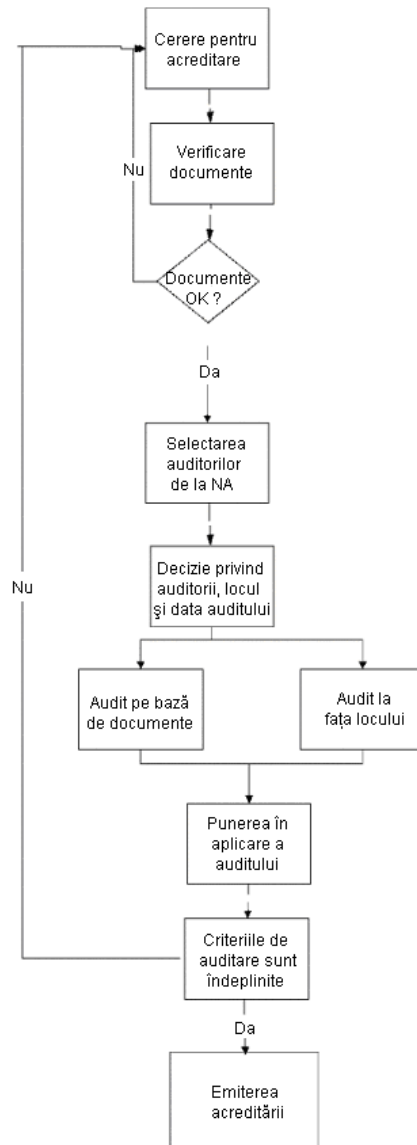 Cerere pentru
acreditare
Verificare
documente
Nu
Documente
OK ?
Da
Selectarea
auditorilor
de la NA
Decizie privind
auditorii, locul
şi data auditului
Nu
Audit pe bază
de documente
Audit la
fața locului
Punerea în
aplicare a
auditului
Criteriile de
auditare sunt
îndeplinite
Da
Emiterea
acreditării